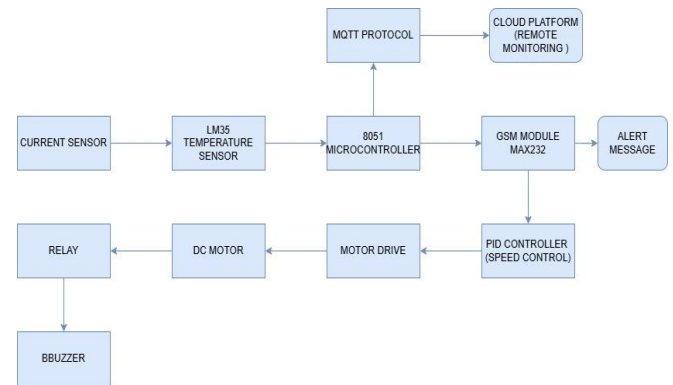 MQTT PROTOCOL
CLOUD PLATFORM
(REMOTE
MONITORING )
CURRENT SENSOR
LM35
TEMPERATURE
SENSOR
8051
MICROCONTROLLER
GSM MODULE
MAX232
ALERT
MESSAGE
RELAY
DC MOTOR
MOTOR DRIVE
PID CONTROLLER
(SPEED CONTROL)
BBUZZER